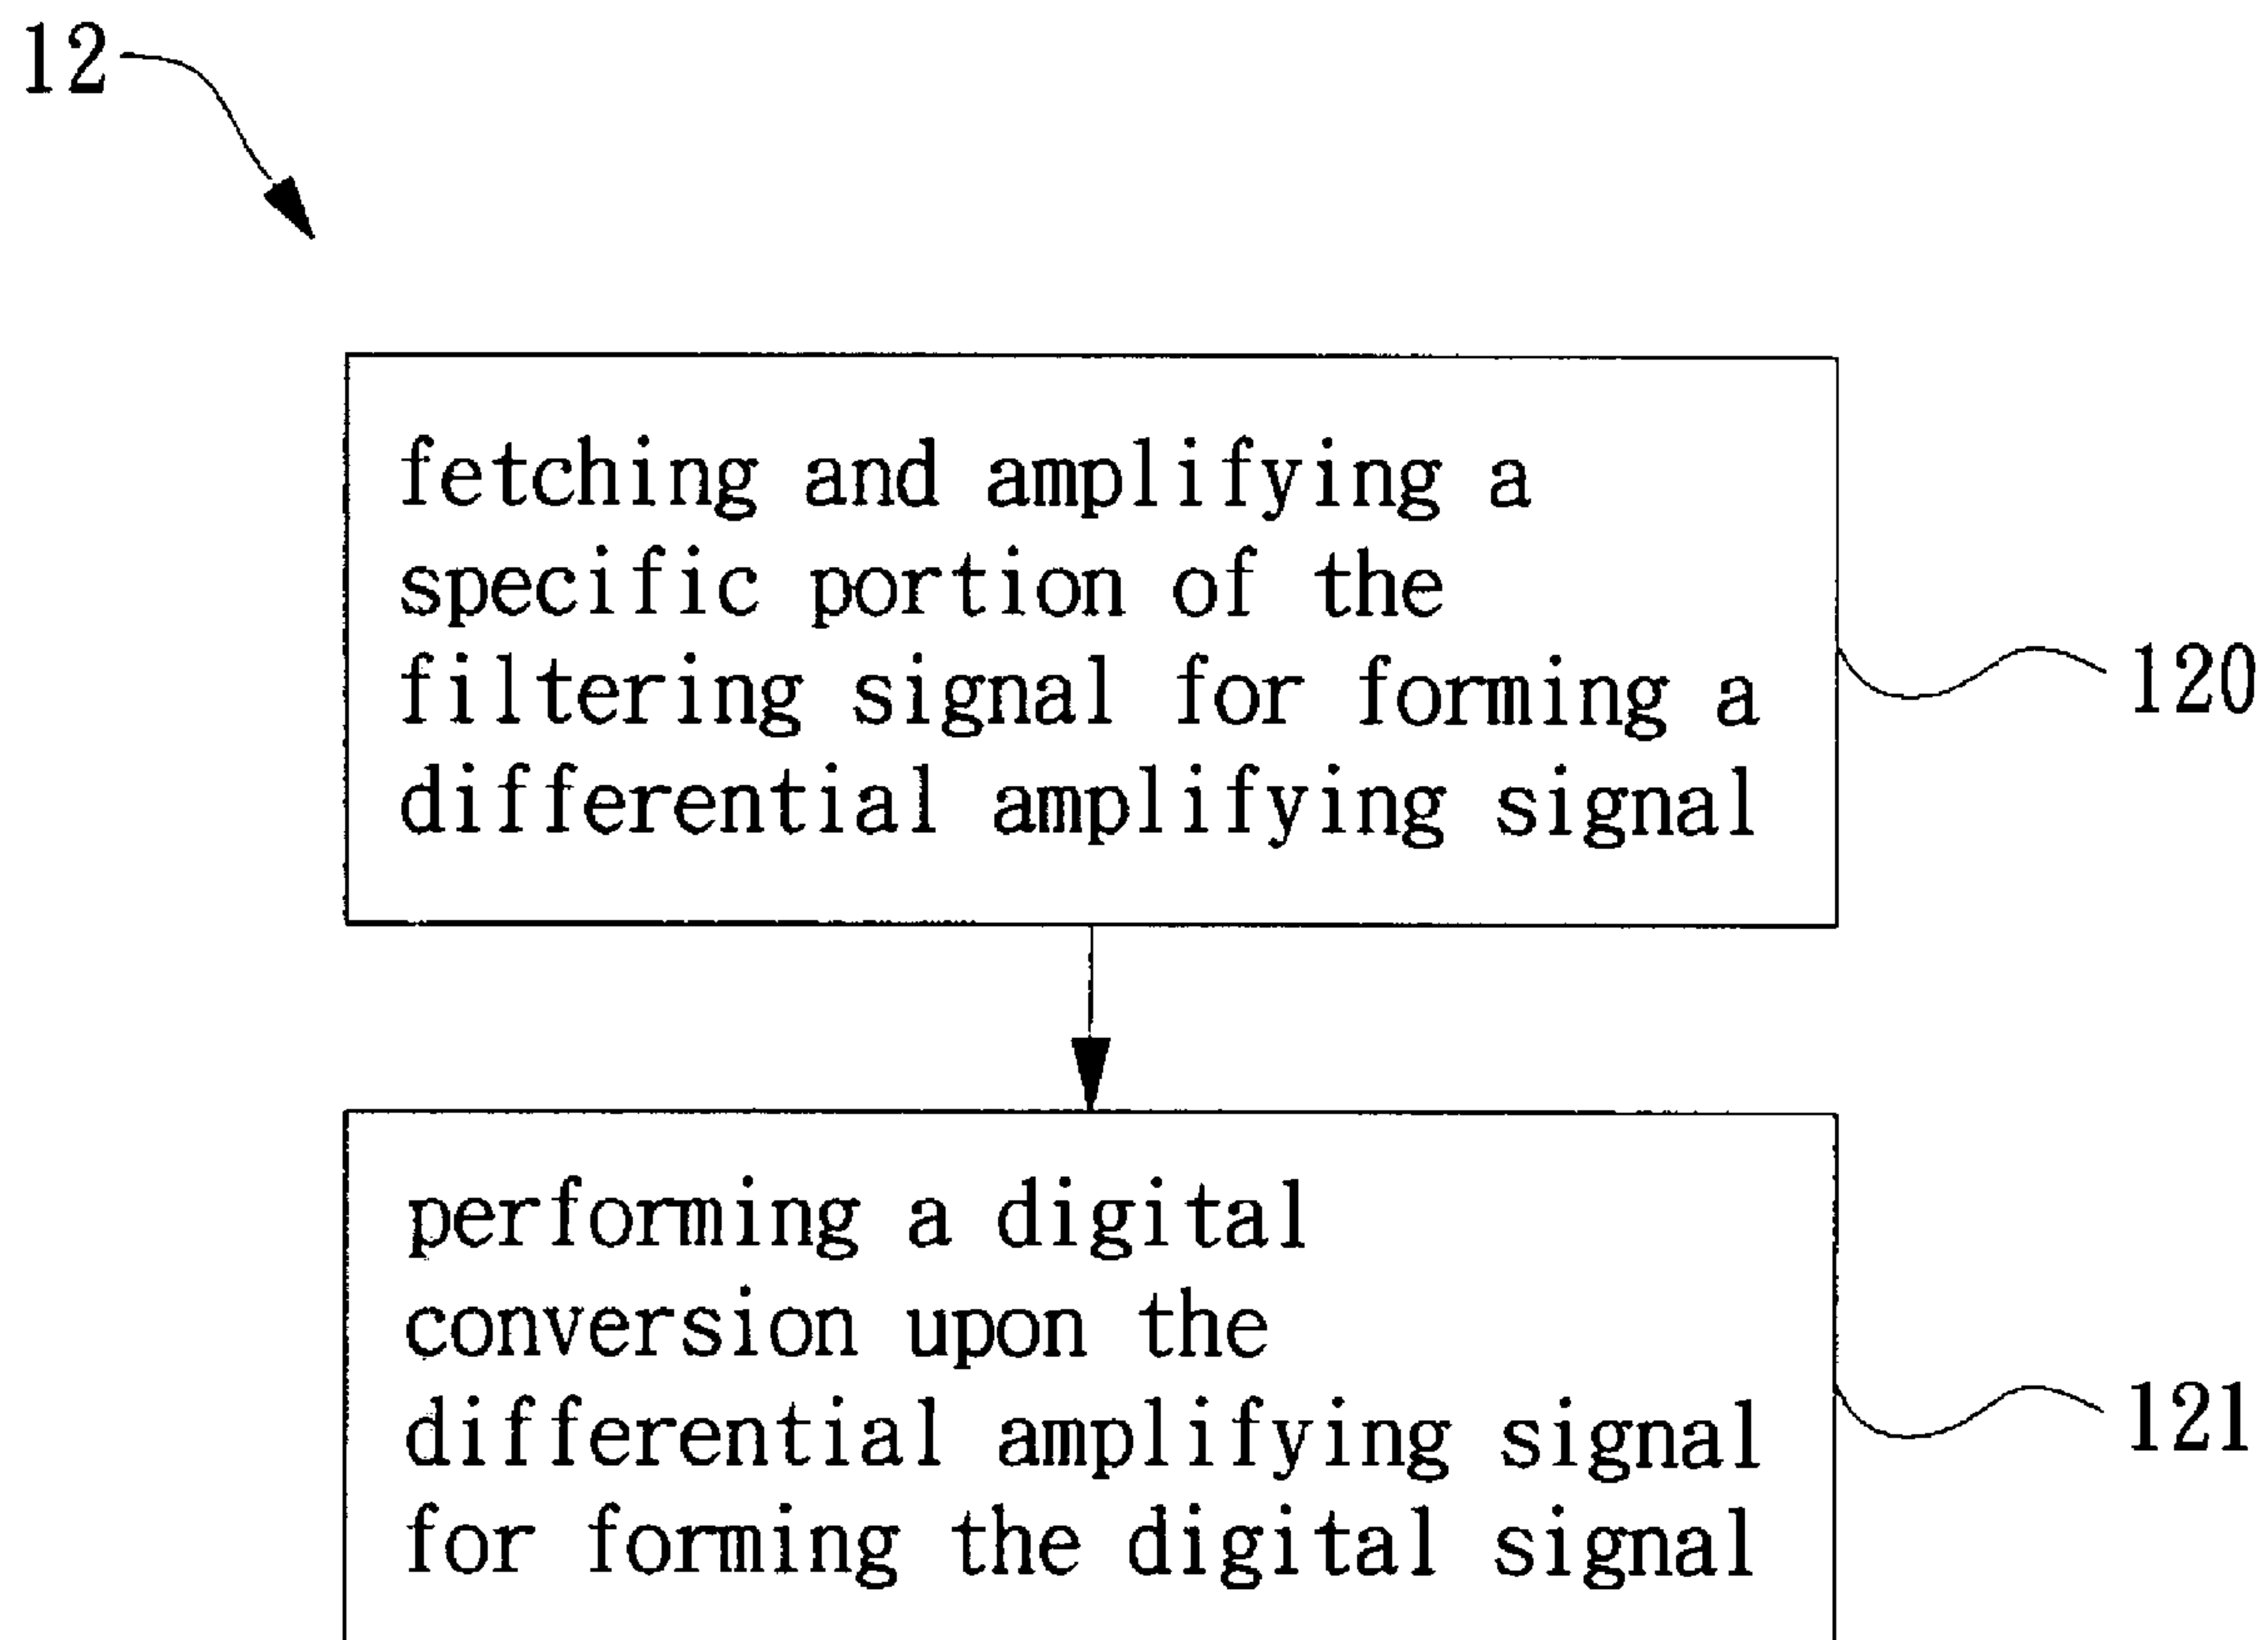 12
fetching and amplifying a
specific portion of the
filtering signal for forming a
differential amplifying signal
120
performing a digital
conversion upon the
differential amplifying signal
for forming the digital signal
121